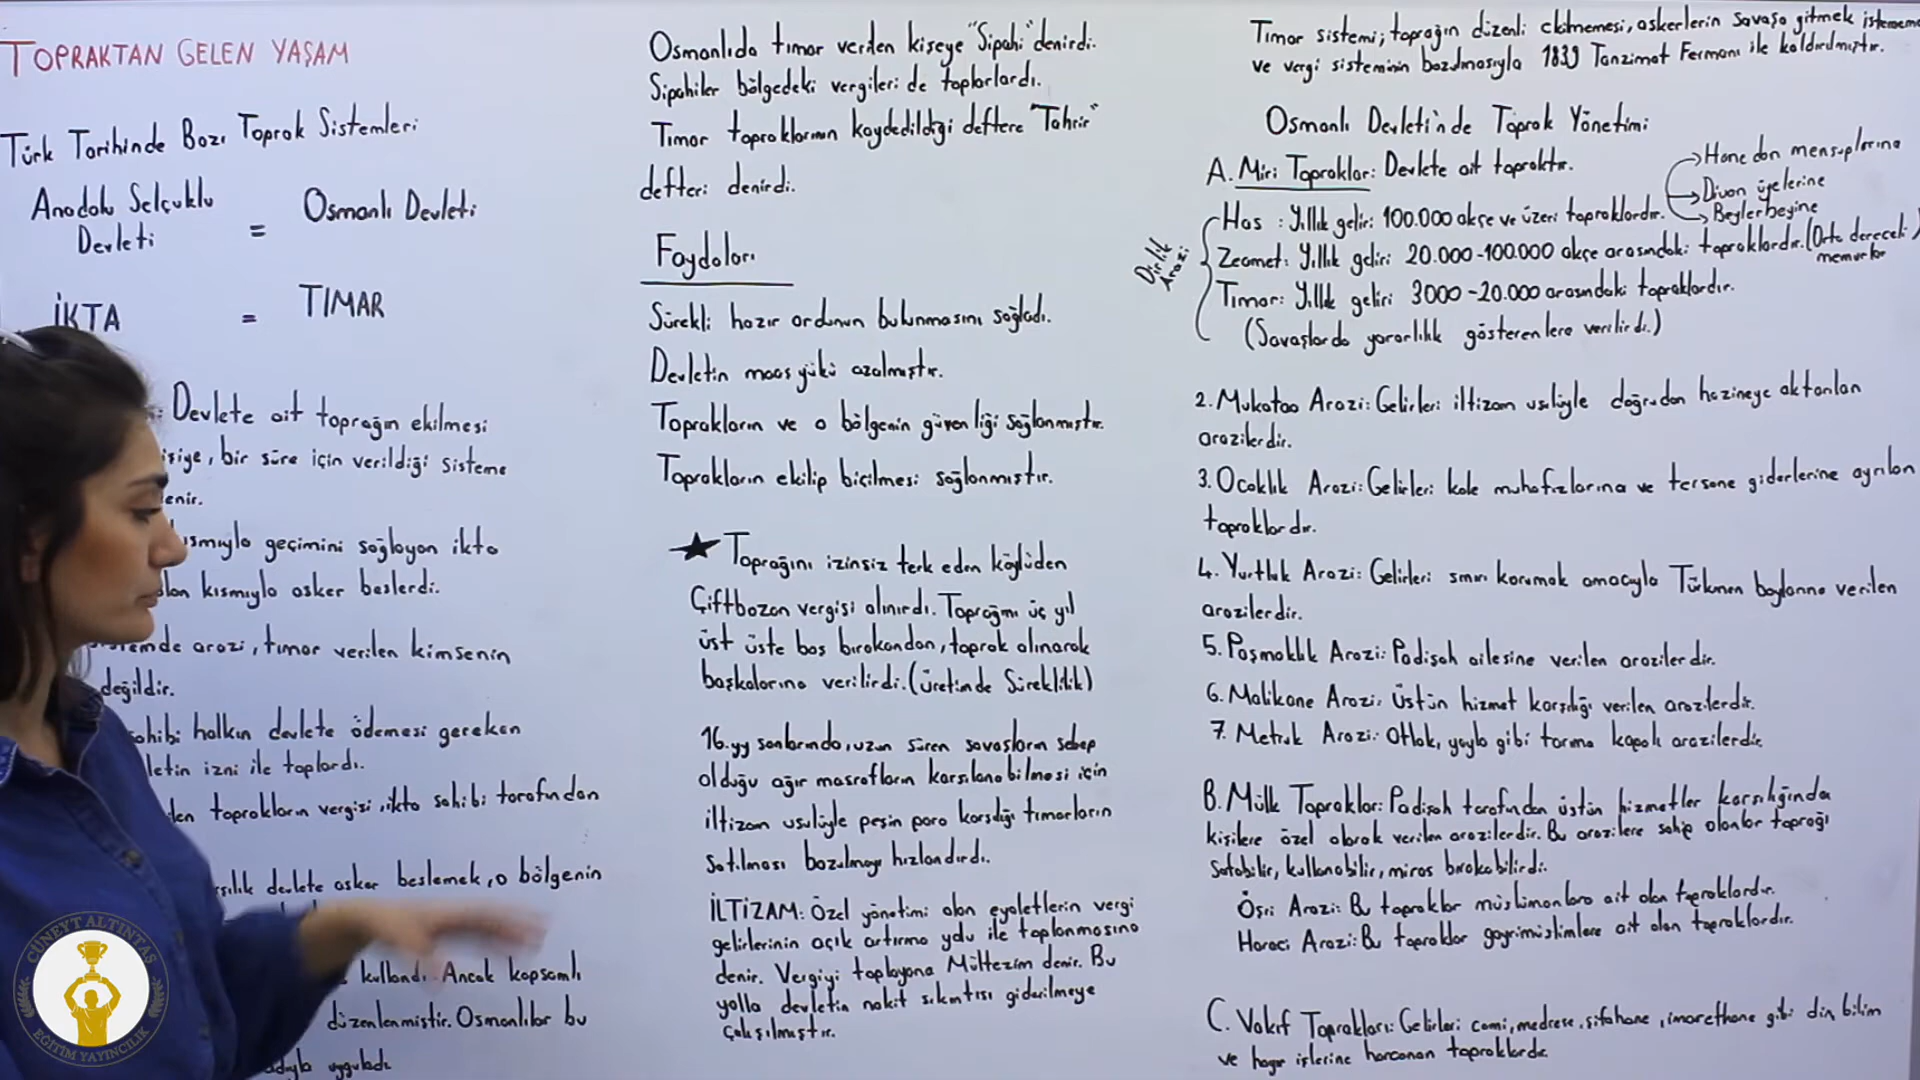 TOPRAKTAN GELEN YAŞAM
Türk Tarihinde Bazı Toprak Sistemleri
Anadolu Selçuklu
Devleti
=
Osmanlı Devleti
İKTA
=
TIMAR
Devlete ait toprağın ekilmesi
bir süre için verildiği sisteme
geçimini sağlayan ikta
kısmıyla asker beslerdi.
arazi, tımar verilen kimsenin
değildir.
halkın devlete ödemesi gereken
izni ile toplardı.
toprakların vergisi ikta sahibi tarafından
devlete asker beslemek, o bölgenin
kullandı. Ancak kapsamlı
düzenlenmiştir. Osmanlılar bu
uyguladı.
Osmanlıda tımar verilen kişeye "Sipahi" denirdi.
Sipahiler bölgedeki vergileri de toplarlardı.
Tımar topraklarının kaydedildiği deftere "Tahrir"
defteri denirdi.
Faydaları
Sürekli hazır ordunun bulunmasını sağladı.
Devletin maaş yükü azalmıştır.
Toprakların ve o bölgenin güvenliği sağlanmıştır.
Toprakların ekilip biçilmesi sağlanmıştır.
★ Toprağını izinsiz terk eden köylüden
Çiftbozan vergisi alınırdı. Toprağını üç yıl
üst üste boş bırakandan, toprak alınarak
başkalarına verilirdi. (üretimde Süreklilik)
16.yy sonlarında, uzun süren savaşların sebep
olduğu ağır masrafların karşılanabilmesi için
iltizam usulüyle peşin para karşılığı tımarların
satılması bozulmayı hızlandırdı.
İLTİZAM: Özel yönetimi olan eyaletlerin vergi
gelirlerinin açık artırma yolu ile toplanmasına
denir. Vergiyi toplayana Mültezim denir. Bu
yolla devletin nakit sıkıntısı giderilmeye
çalışılmıştır.
Tımar sistemi; toprağın düzenli ekilmemesi, askerlerin savaşa gitmek istememe
ve vergi sisteminin bozulmasıyla 1839 Tanzimat Fermanı ile kaldırılmıştır.
Osmanlı Devleti'nde Toprak Yönetimi
A. Miri Topraklar: Devlete ait topraktır.
Hanedan mensuplarına
Divan üyelerine
Beylerbeyine
Dirlik
Arazi
Has : Yıllık gelir: 100.000 akçe ve üzeri topraklardır.
Zeamet: Yıllık geliri 20.000-100.000 akçe arasındaki topraklardır. (Orta dereceli
memurlar)
Tımar: Yıllık geliri 3000-20.000 arasındaki topraklardır.
(Savaşlarda yararlılık gösterenlere verilirdi.)
2. Mukataa Arazi: Gelirleri iltizam usulüyle doğrudan hazineye aktarılan
arazilerdir.
3. Ocaklık Arazi: Gelirleri kale muhafızlarına ve tersane giderlerine ayrılan
topraklardır.
4. Yurtluk Arazi: Gelirleri sınırı korumak amacıyla Türkmen boylarına verilen
arazilerdir.
5. Paşmaklık Arazi: Padişah ailesine verilen arazilerdir.
6. Malikane Arazi: Üstün hizmet karşılığı verilen arazilerdir.
7. Metruk Arazi: Otlak, yayla gibi tarıma kapalı arazilerdir.
B. Mülk Topraklar: Padişah tarafından üstün hizmetler karşılığında
kişilere özel olarak verilen arazilerdir. Bu arazilere sahip olanlar toprağı
satabilir, kullanabilir, miras bırakabilirdi.
Öşri Arazi: Bu topraklar müslümanlara ait olan topraklardır.
Haraci Arazi: Bu topraklar gayrimüslimlere ait olan topraklardır.
C. Vakıf Toprakları: Gelirleri cami, medrese, şifahane, imarethane gibi din, bilim
ve hayır işlerine harcanan topraklardır.
CÜNEYT ALTINTAŞ
EĞİTİM YAYINCILIK